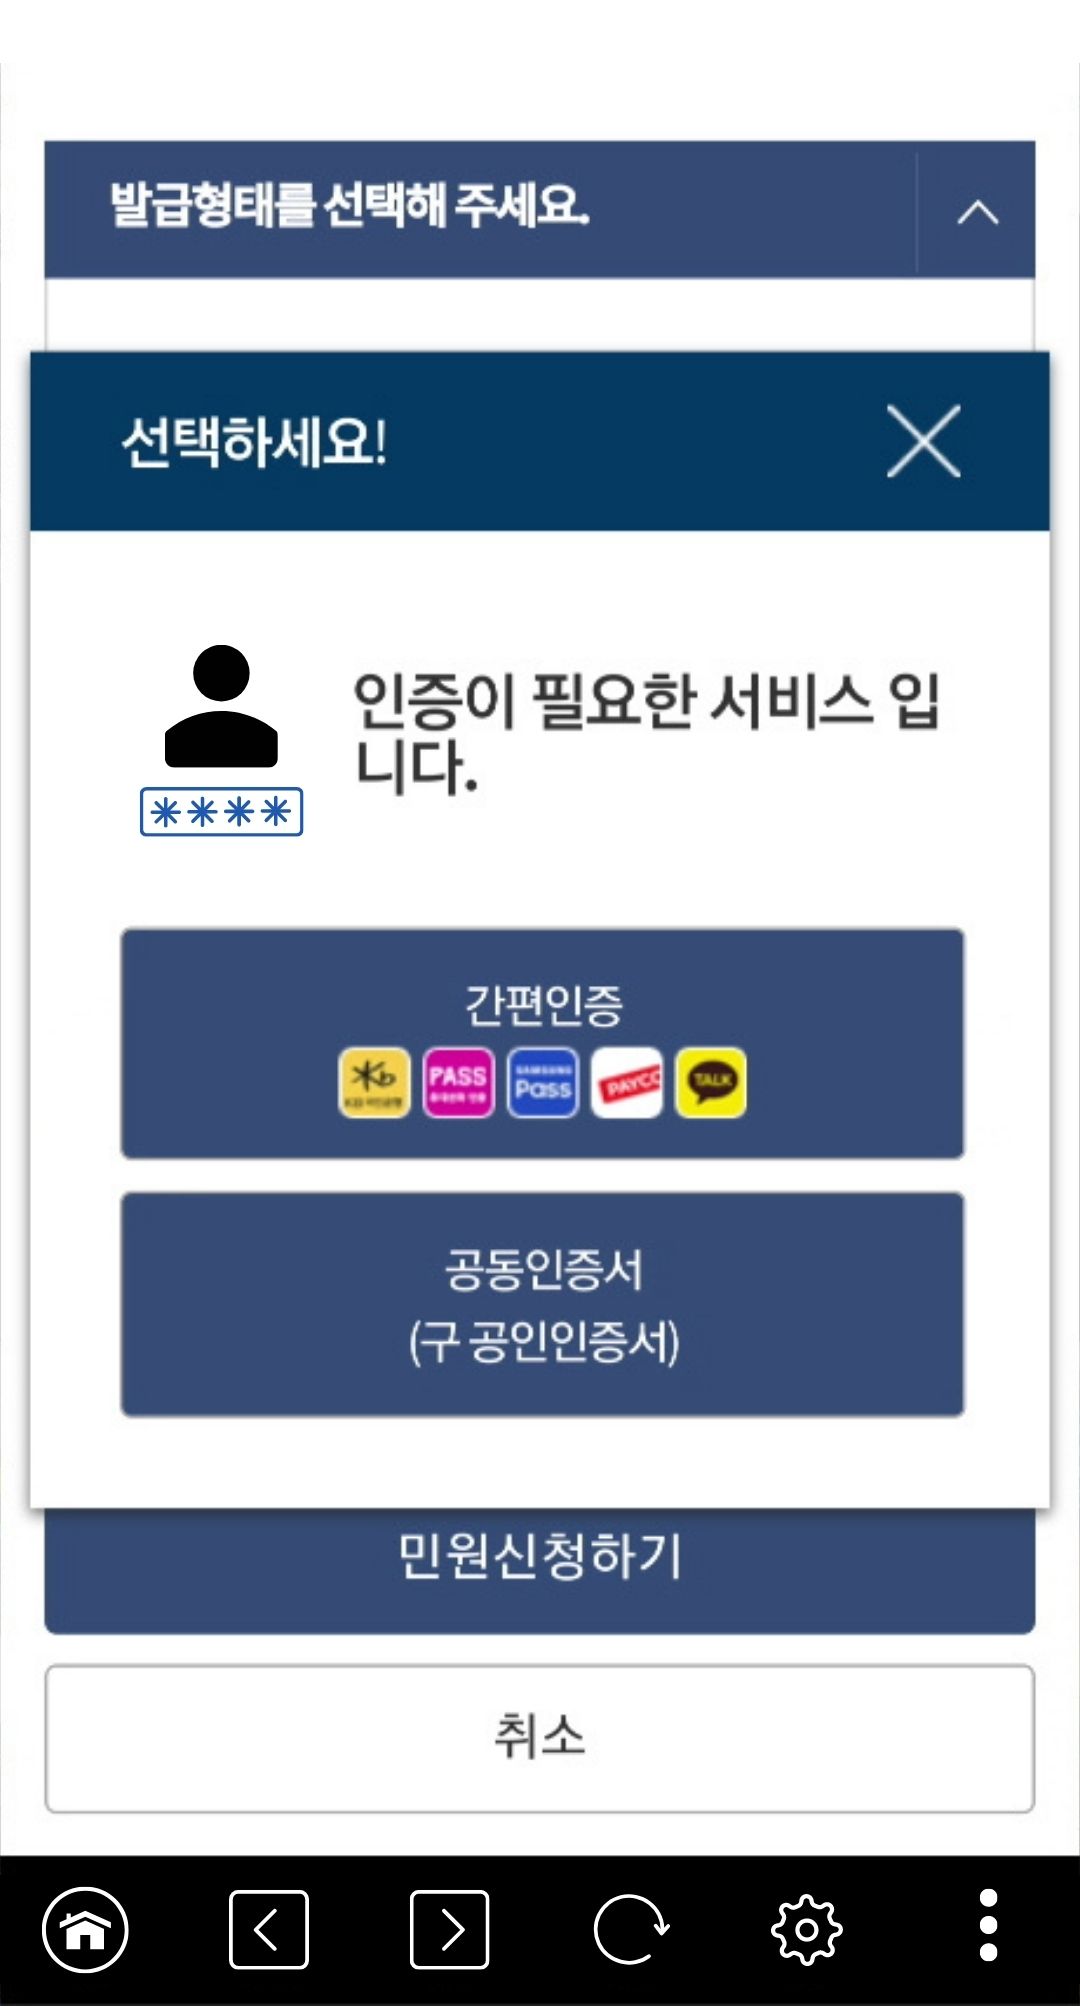 발급형태를 선택해 주세요.
선택하세요!
인증이 필요한 서비스 입
니다.
****
간편인증
Kb PASS SAMSUNG Pass PAYCO TALK
공동인증서
(구 공인인증서)
민원신청하기
취소